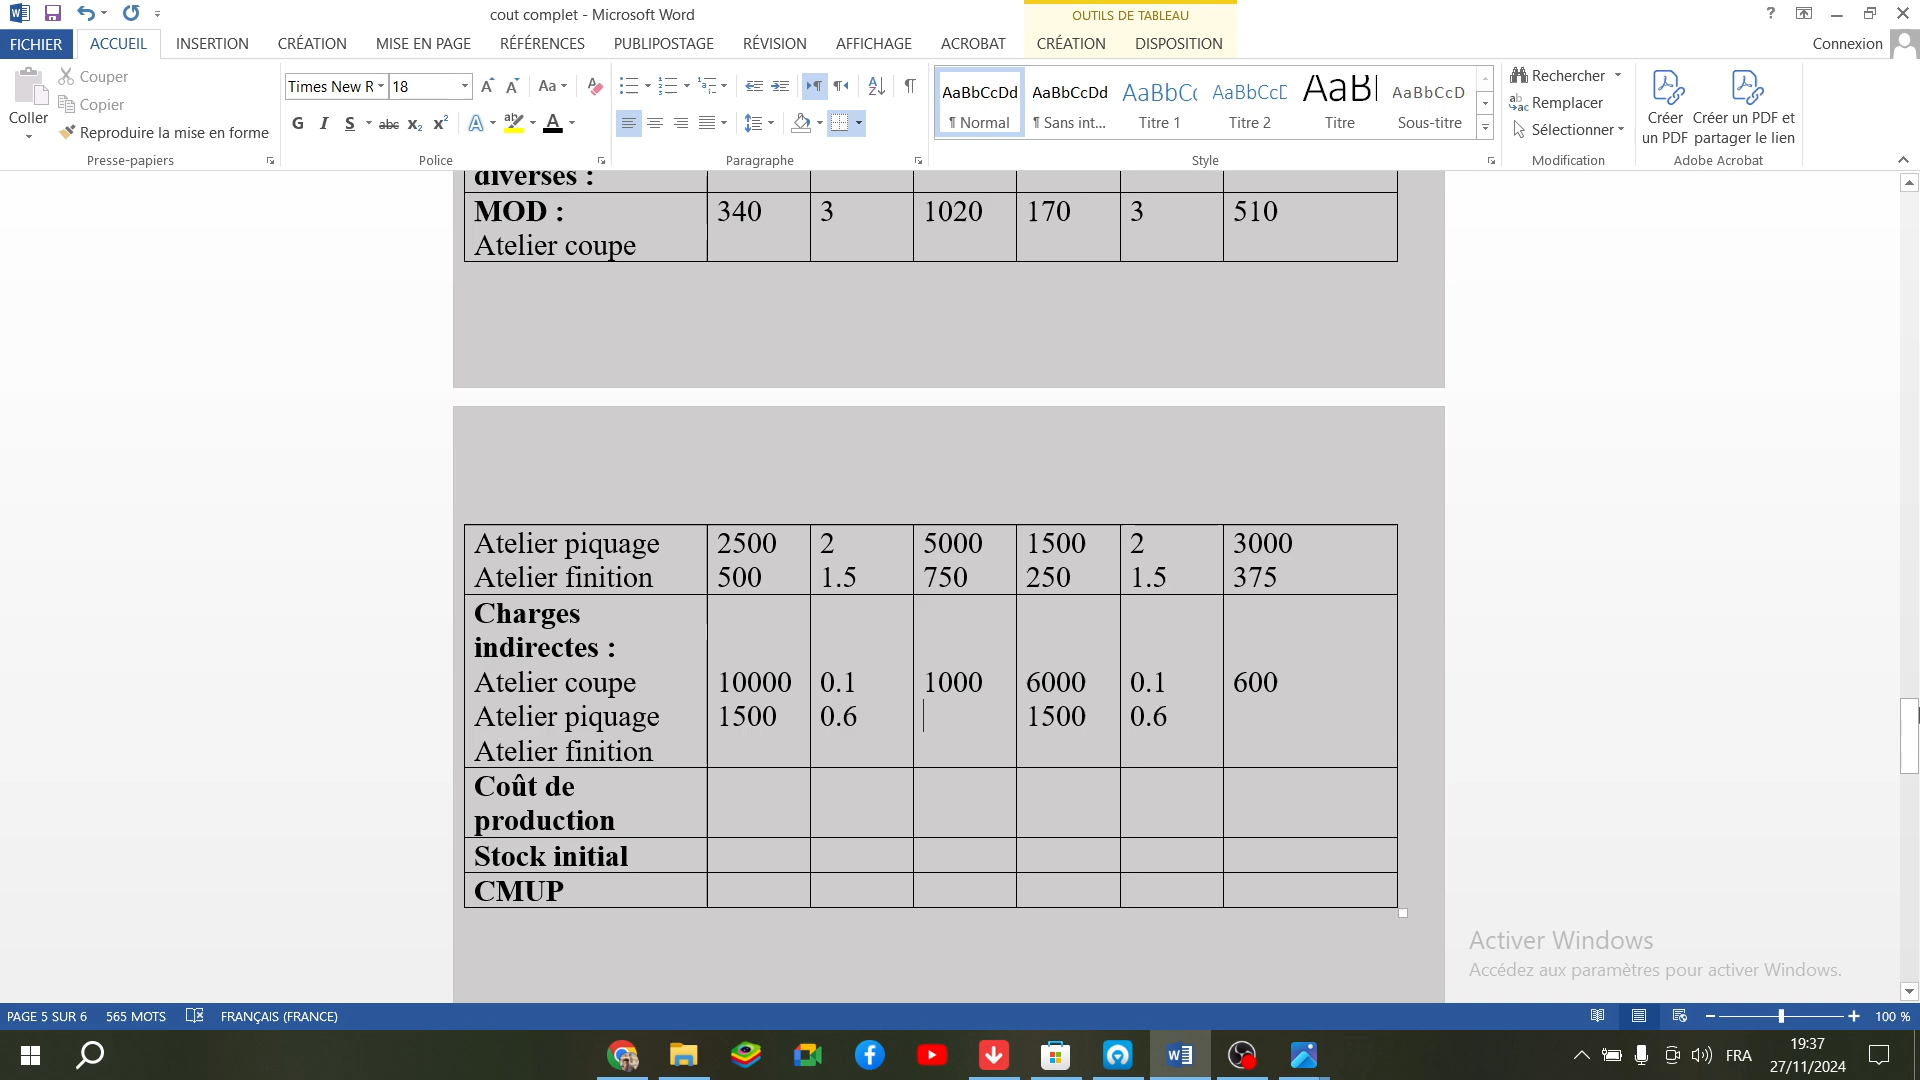 cout complet - Microsoft Word
OUTILS DE TABLEAU
FICHIER ACCUEIL INSERTION CRÉATION MISE EN PAGE RÉFÉRENCES PUBLIPOSTAGE RÉVISION AFFICHAGE ACROBAT CRÉATION DISPOSITION Connexion
Coller
Couper
Copier
Reproduire la mise en forme
Presse-papiers
Times New R 18
Police
Paragraphe
AaBbCcDd AaBbCcDd AaBbCc AaBbCcC AaBl AaBbCcD
¶ Normal ¶ Sans int... Titre 1 Titre 2 Titre Sous-titre
Style
Rechercher
Remplacer
Sélectionner
Modification
Créer un PDF
Créer un PDF et partager le lien
Adobe Acrobat
diverses :
MOD : 340 3 1020 170 3 510
Atelier coupe
Atelier piquage 2500 2 5000 1500 2 3000
Atelier finition 500 1.5 750 250 1.5 375
Charges
indirectes :
Atelier coupe 10000 0.1 1000 6000 0.1 600
Atelier piquage 1500 0.6 1500 0.6
Atelier finition
Coût de
production
Stock initial
CMUP
Activer Windows
Accédez aux paramètres pour activer Windows.
PAGE 5 SUR 6 565 MOTS FRANÇAIS (FRANCE) 100 %
FRA
19:37
27/11/2024